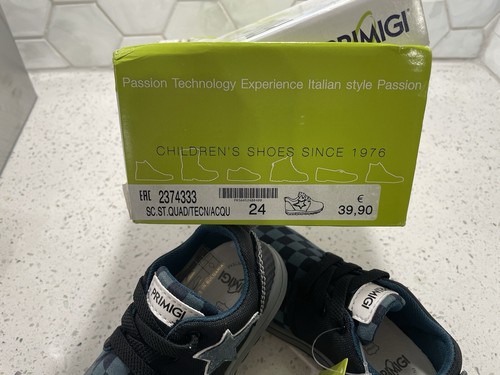 PRIMIGI
Passion Technology Experience Italian style Passion
CHILDREN'S SHOES SINCE 1976
EAC 2374333
SC.ST.QUAD/TECN/ACQU
24
€
39,90
PRIMIGI
PRIMIGI